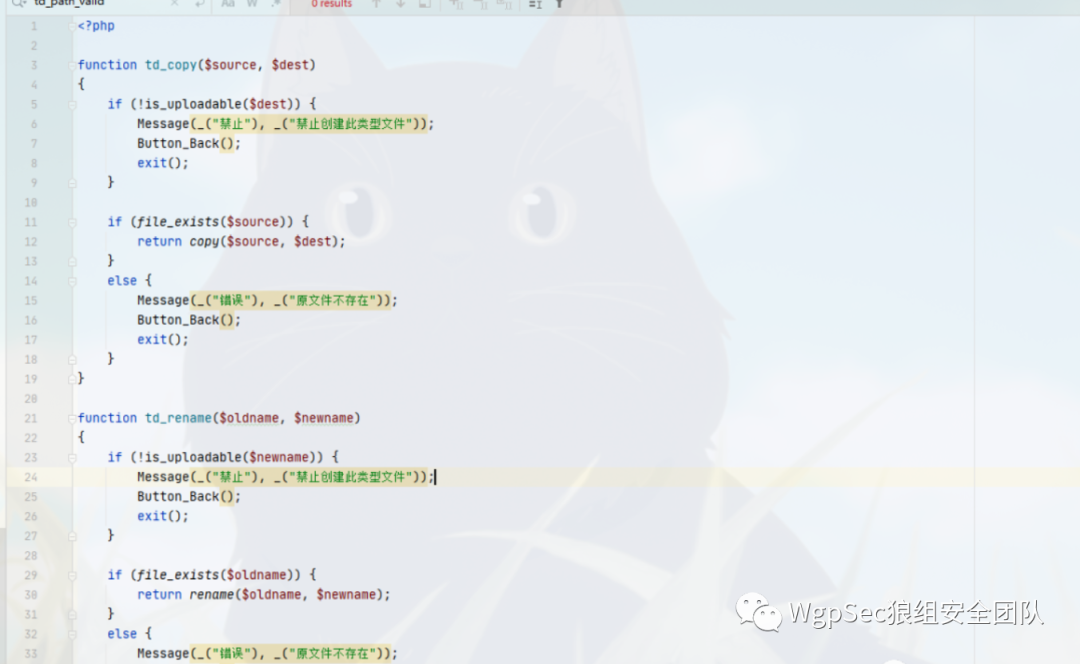 td_path_valid
Aa W .* 0 results
1 <?php
2
3 function td_copy($source, $dest)
4 {
5 if (!is_uploadable($dest)) {
6 Message(_("禁止"), _("禁止创建此类型文件"));
7 Button_Back();
8 exit();
9 }
10
11 if (file_exists($source)) {
12 return copy($source, $dest);
13 }
14 else {
15 Message(_("错误"), _("原文件不存在"));
16 Button_Back();
17 exit();
18 }
19 }
20
21 function td_rename($oldname, $newname)
22 {
23 if (!is_uploadable($newname)) {
24 Message(_("禁止"), _("禁止创建此类型文件"));
25 Button_Back();
26 exit();
27 }
28
29 if (file_exists($oldname)) {
30 return rename($oldname, $newname);
31 }
32 else {
33 Message(_("错误"), _("原文件不存在"));
WgpSec狼组安全团队